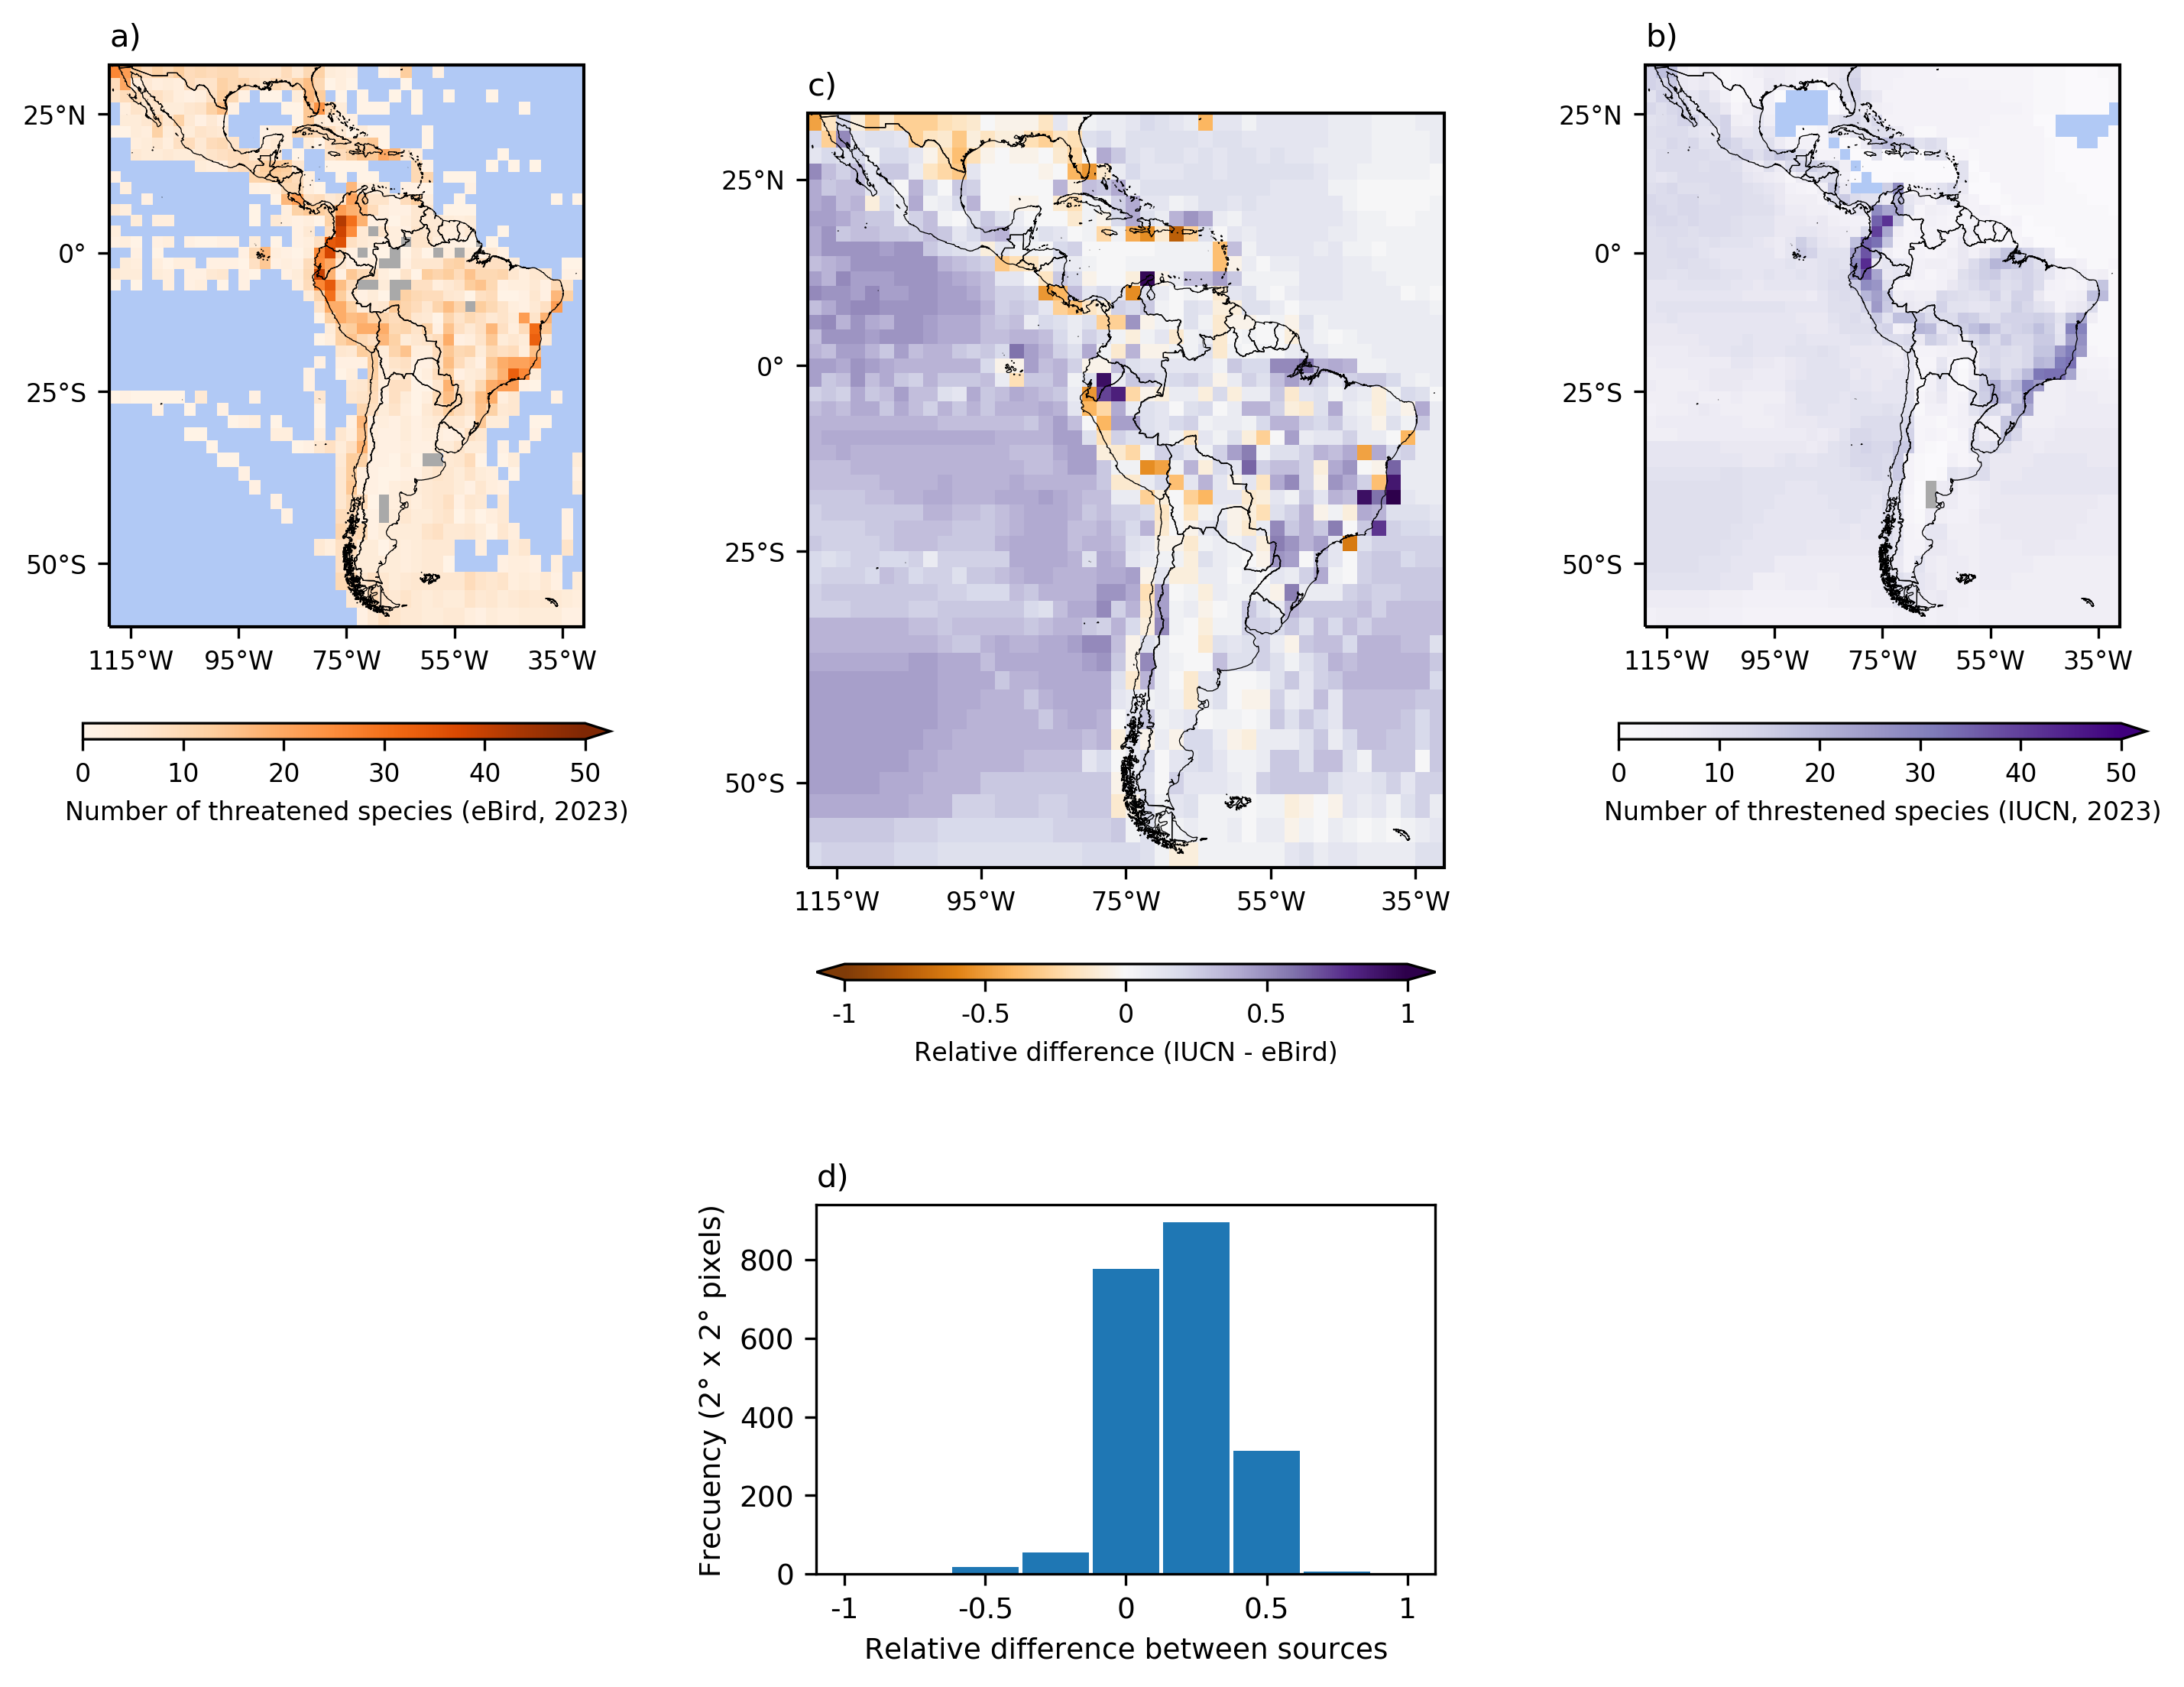 a)
25°N
0°
25°S
50°S
115°W 95°W 75°W 55°W 35°W
0 10 20 30 40 50
Number of threatened species (eBird, 2023)
c)
25°N
0°
25°S
50°S
115°W 95°W 75°W 55°W 35°W
-1 -0.5 0 0.5 1
Relative difference (IUCN - eBird)
b)
25°N
0°
25°S
50°S
115°W 95°W 75°W 55°W 35°W
0 10 20 30 40 50
Number of threstened species (IUCN, 2023)
d)
Frecuency (2° x 2° pixels)
800
600
400
200
0
-1 -0.5 0 0.5 1
Relative difference between sources